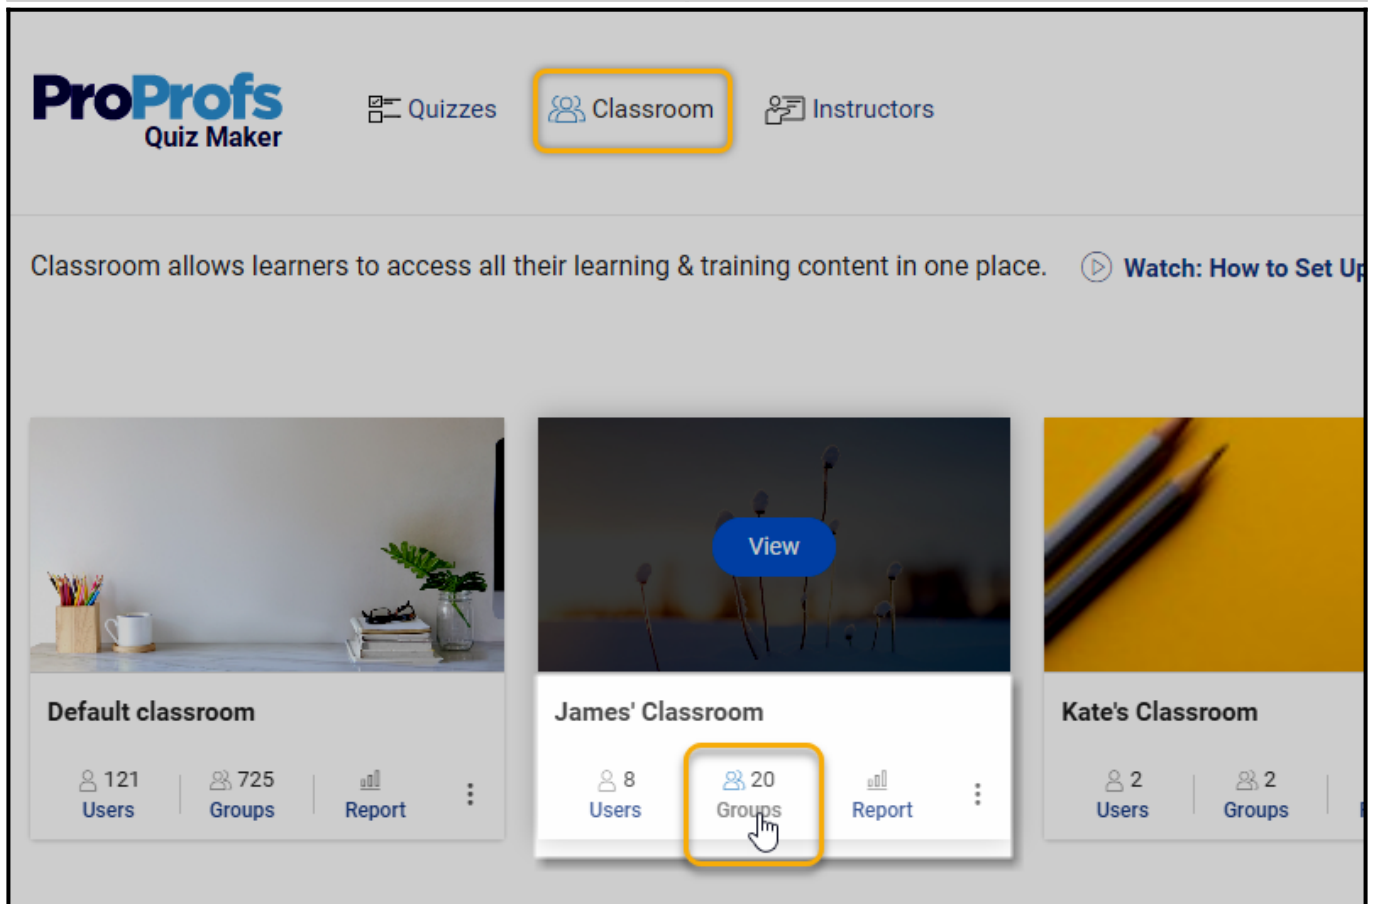 ProProfs
Quiz Maker
Quizzes
Classroom
Instructors
Classroom allows learners to access all their learning & training content in one place.
Watch: How to Set Up
View
Default classroom
121
Users
725
Groups
Report
James' Classroom
8
Users
20
Groups
Report
Kate's Classroom
2
Users
2
Groups